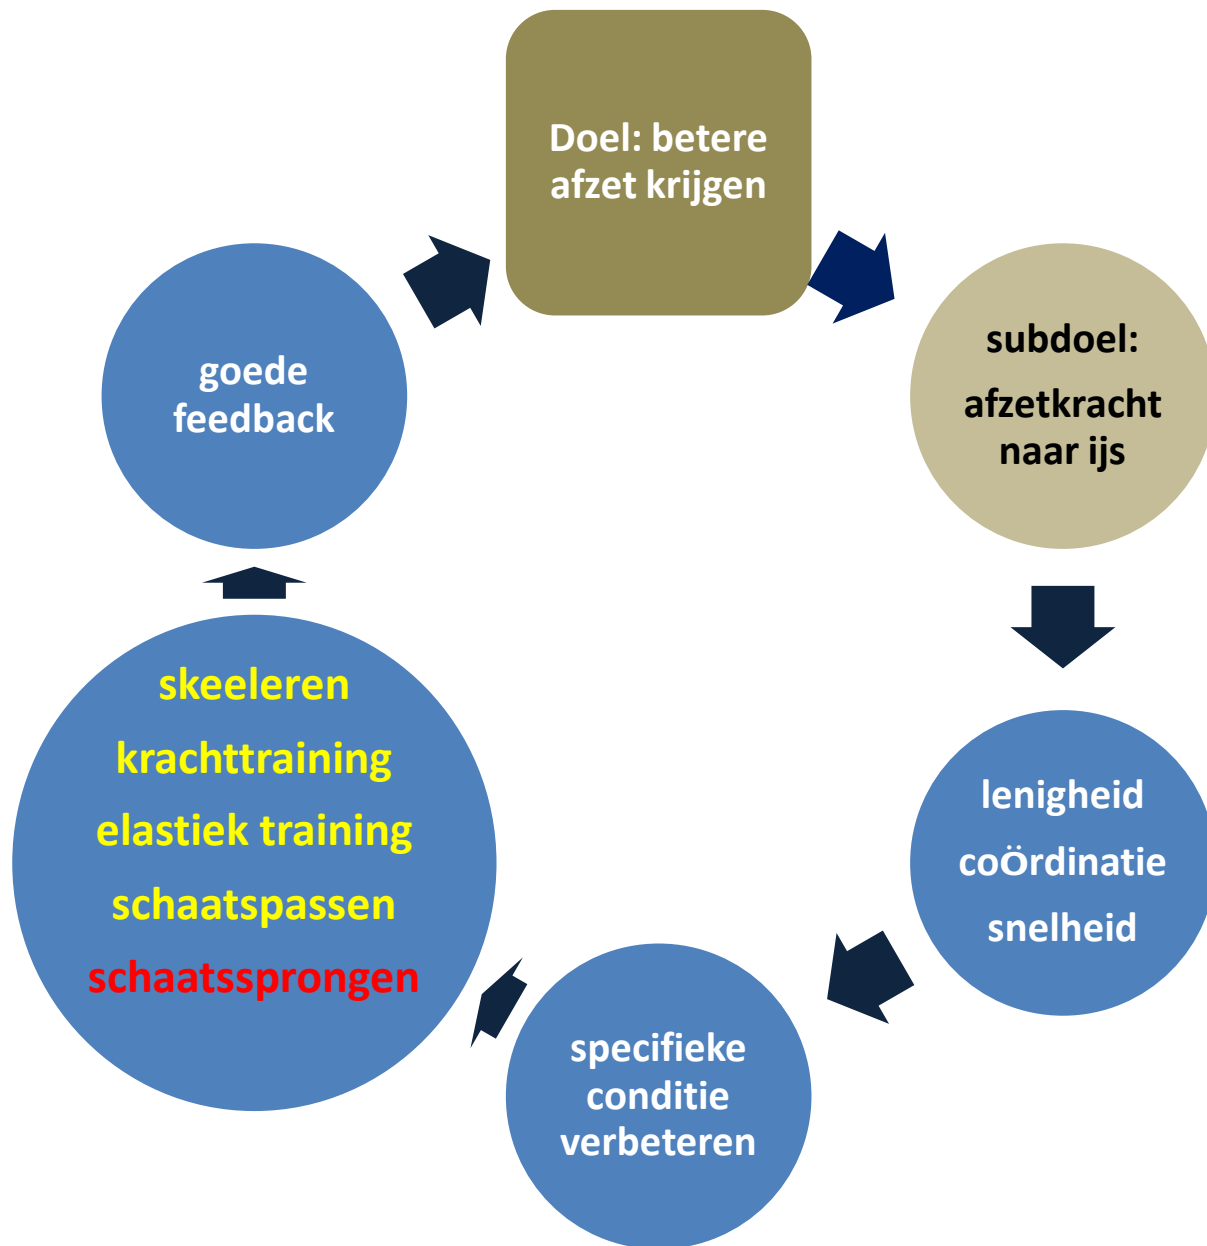 Doel: betere
afzet krijgen
subdoel:
afzetkracht
naar ijs
lenigheid
coÖrdinatie
snelheid
specifieke
conditie
verbeteren
skeeleren
krachttraining
elastiek training
schaatspassen
schaatssprongen
goede
feedback